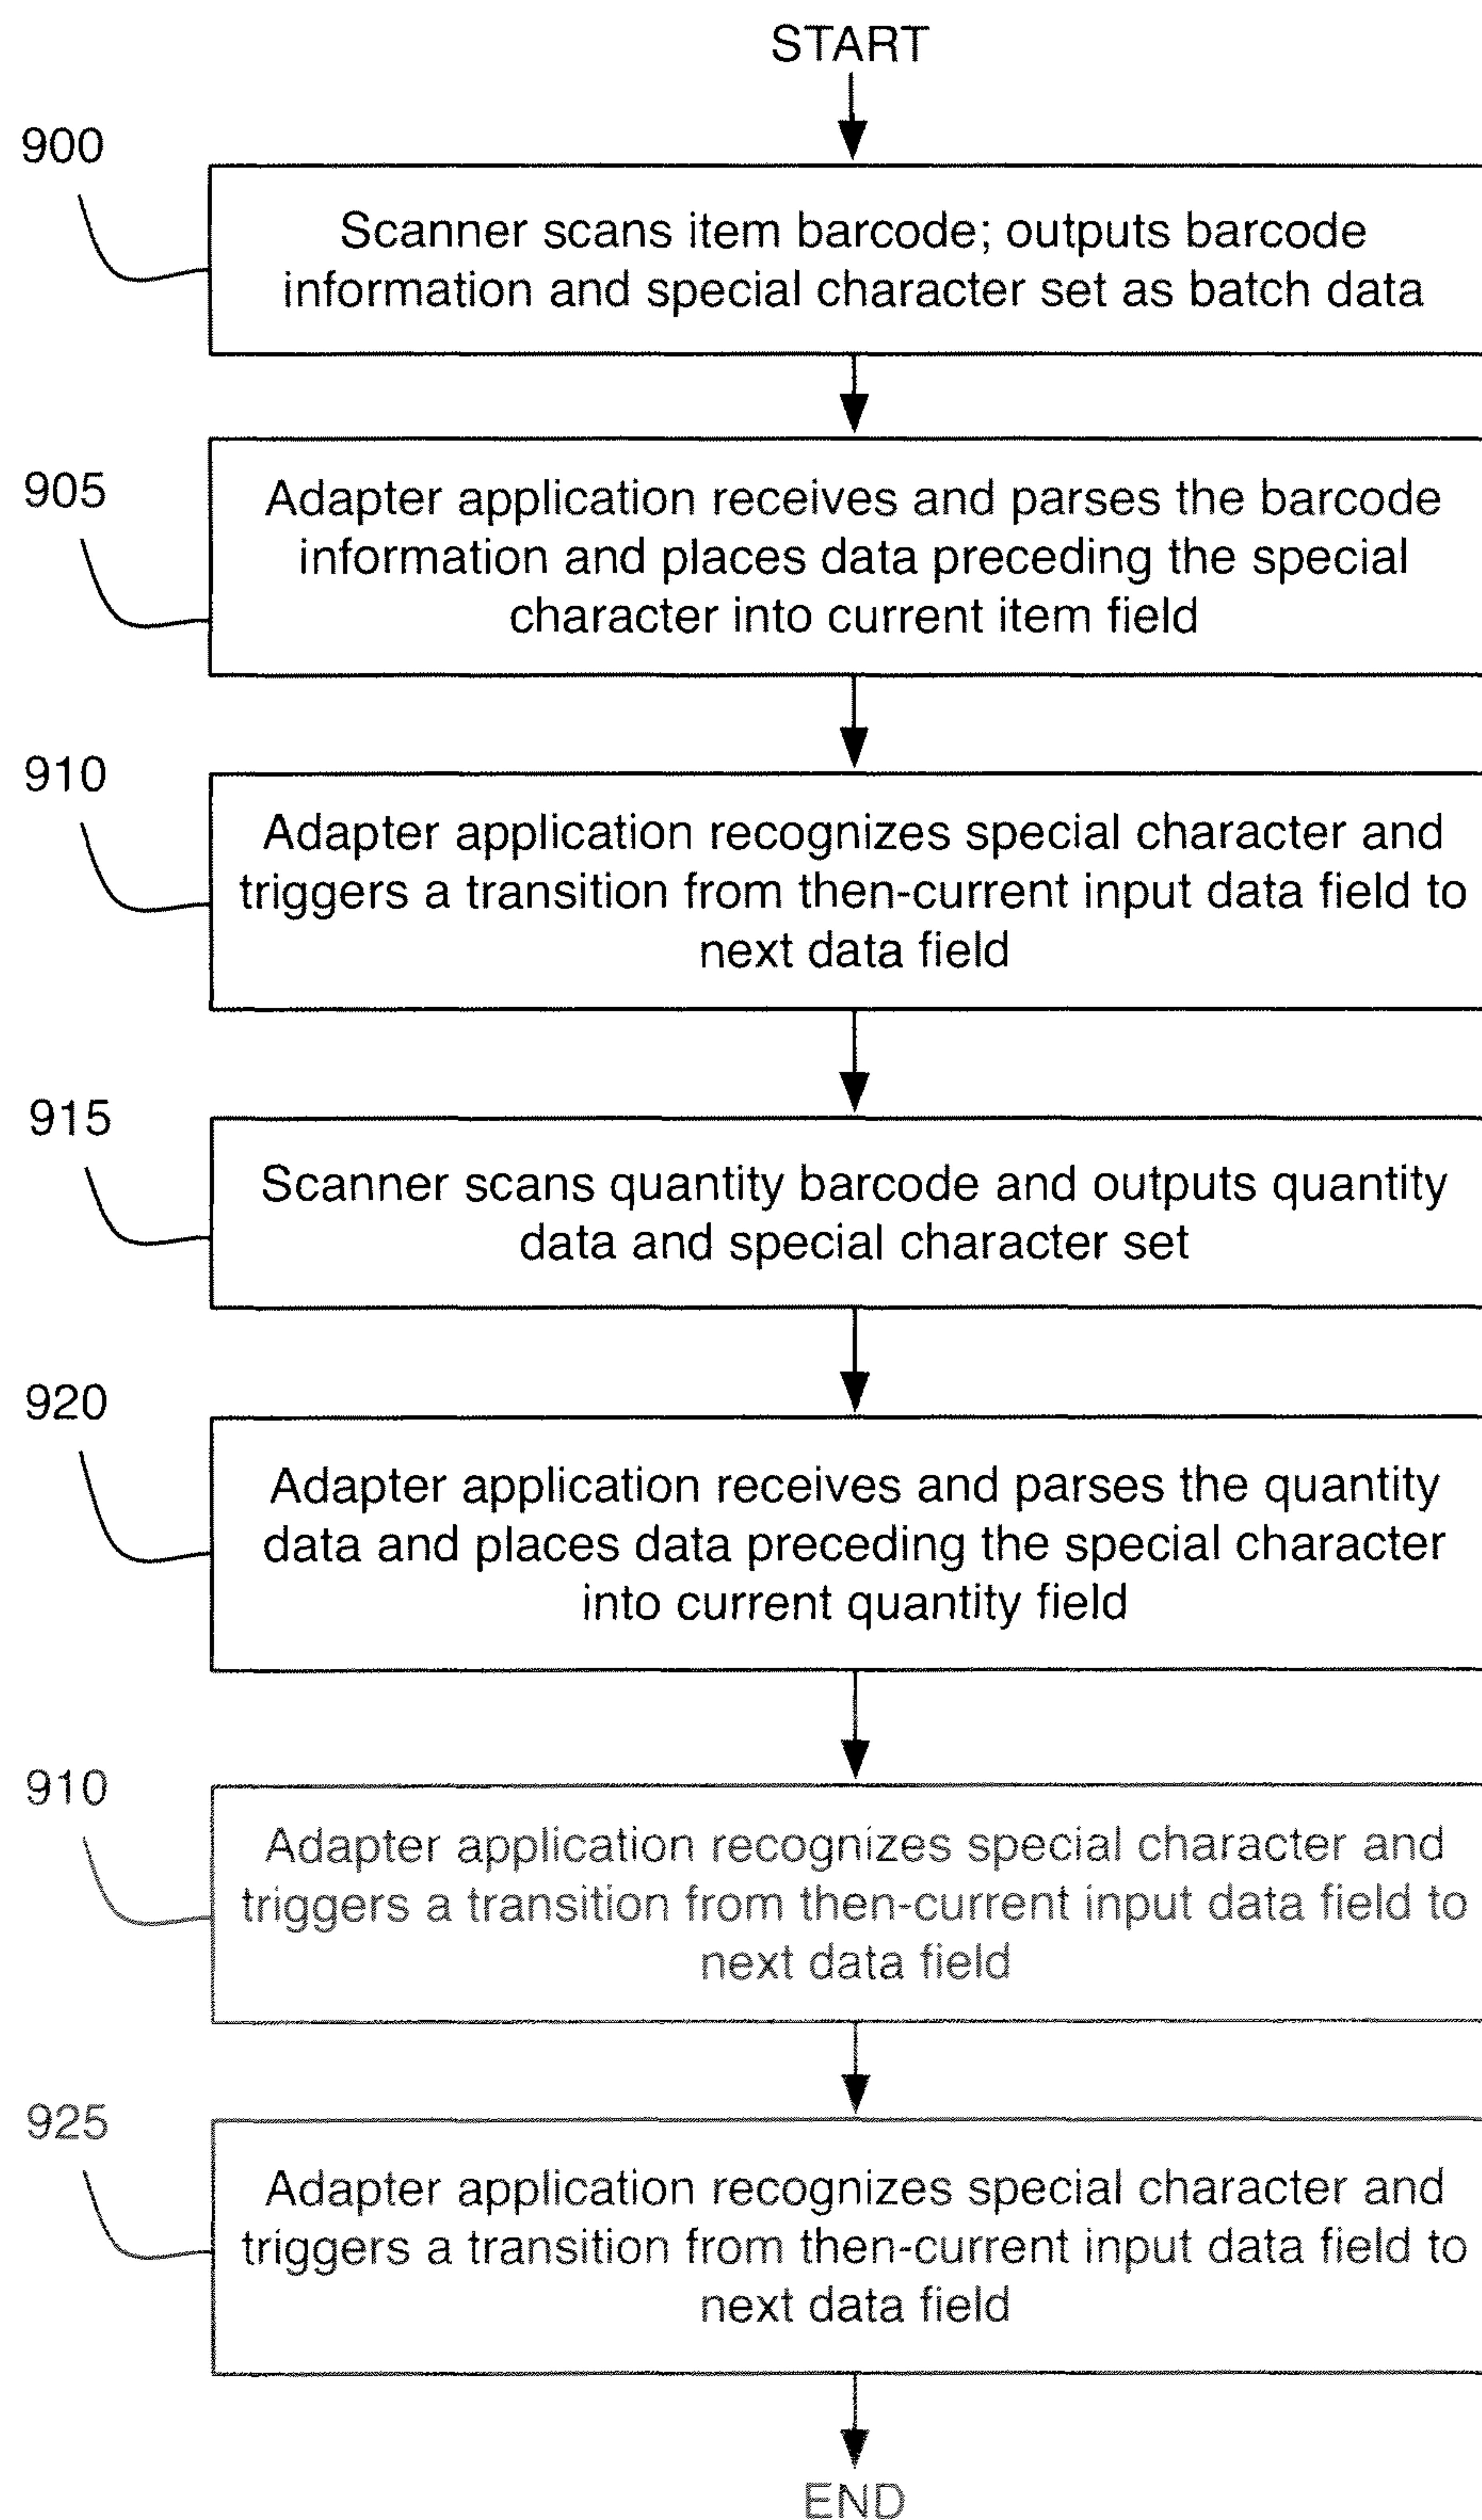 START
900
Scanner scans item barcode; outputs barcode
information and special character set as batch data
905
Adapter application receives and parses the barcode
information and places data preceding the special
character into current item field
910
Adapter application recognizes special character and
triggers a transition from then-current input data field to
next data field
915
Scanner scans quantity barcode and outputs quantity
data and special character set
920
Adapter application receives and parses the quantity
data and places data preceding the special character
into current quantity field
910
Adapter application recognizes special character and
triggers a transition from then-current input data field to
next data field
925
Adapter application recognizes special character and
triggers a transition from then-current input data field to
next data field
END